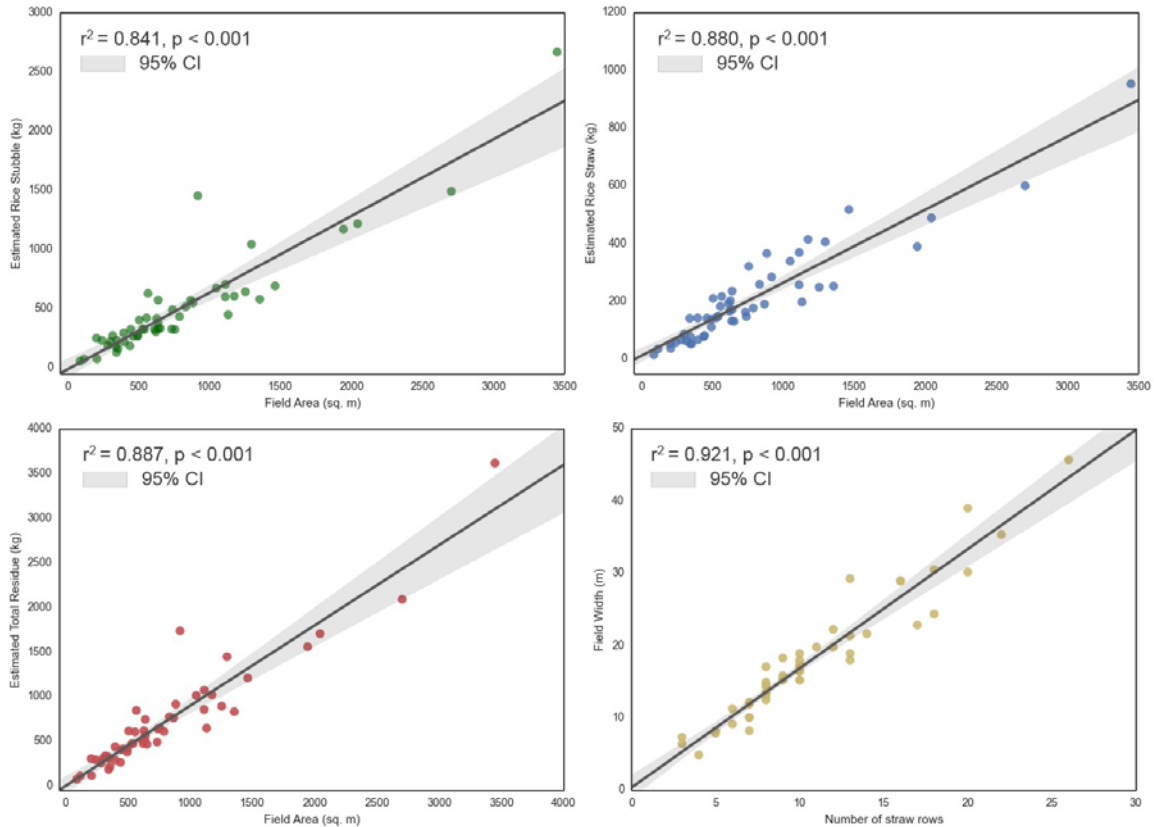 r² = 0.841, p < 0.001
95% CI
3000
2500
2000
1500
1000
500
0
Estimated Rice Stubble (kg)
0 500 1000 1500 2000 2500 3000 3500
Field Area (sq. m)
r² = 0.880, p < 0.001
95% CI
1200
1000
800
600
400
200
0
Estimated Rice Straw (kg)
0 500 1000 1500 2000 2500 3000 3500
Field Area (sq. m)
r² = 0.887, p < 0.001
95% CI
4000
3500
3000
2500
2000
1500
1000
500
0
Estimated Total Residue (kg)
0 500 1000 1500 2000 2500 3000 3500 4000
Field Area (sq. m)
r² = 0.921, p < 0.001
95% CI
50
40
30
20
10
0
Field Width (m)
0 5 10 15 20 25 30
Number of straw rows